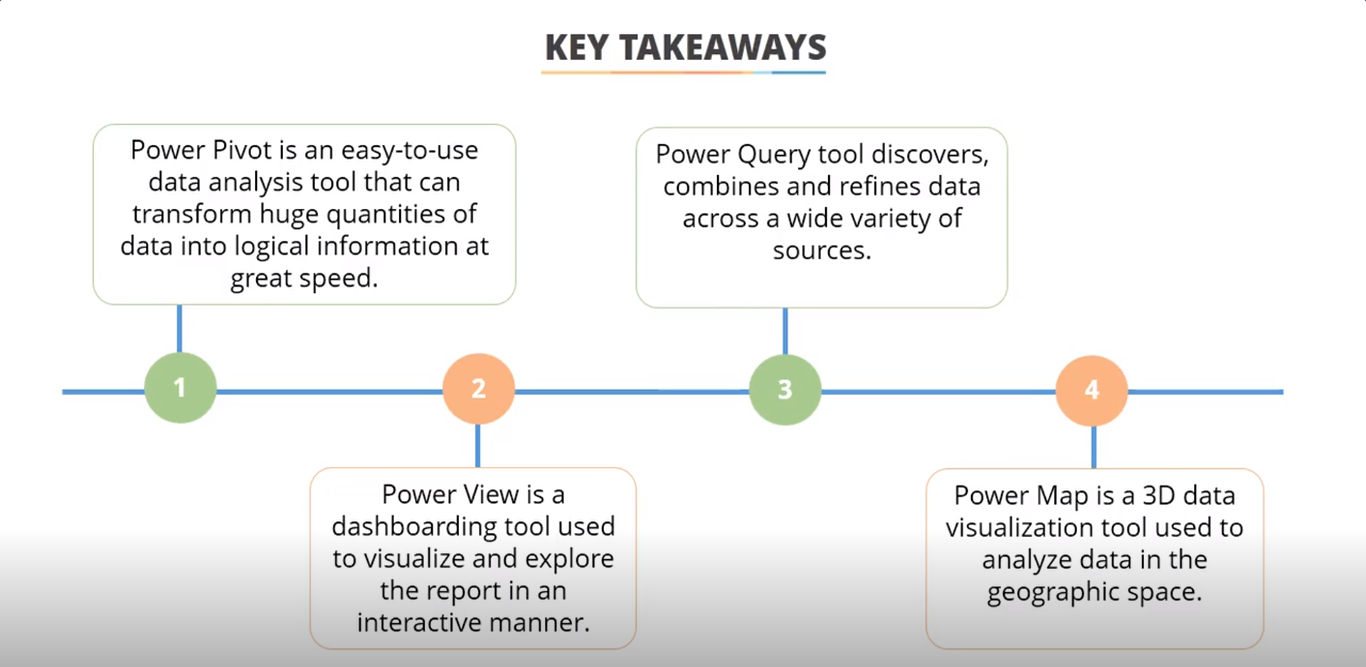 KEY TAKEAWAYS
Power Pivot is an easy-to-use
data analysis tool that can
transform huge quantities of
data into logical information at
great speed.
1
2
Power View is a
dashboarding tool used
to visualize and explore
the report in an
interactive manner.
Power Query tool discovers,
combines and refines data
across a wide variety of
sources.
3
4
Power Map is a 3D data
visualization tool used to
analyze data in the
geographic space.